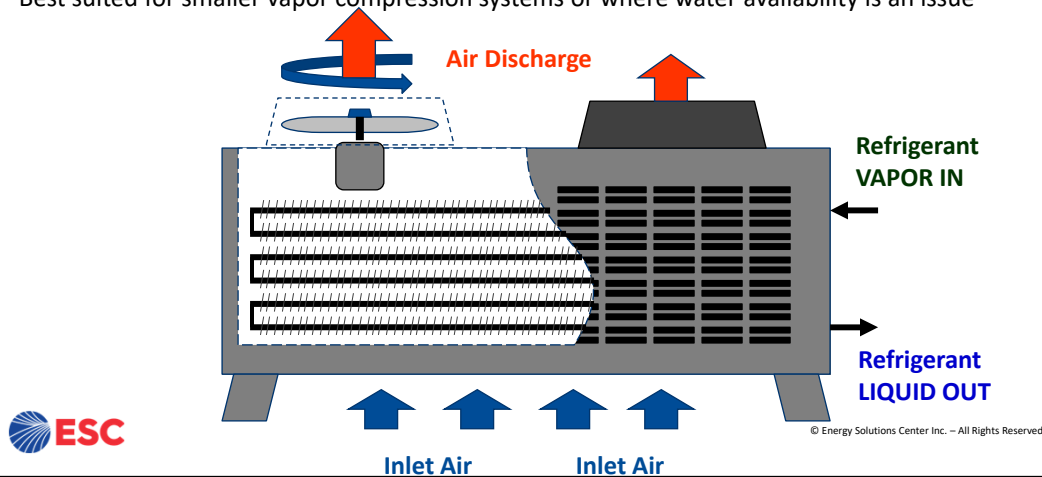 Best suited for smaller vapor compression systems or where water availability is an issue
Air Discharge
Refrigerant
VAPOR IN
Refrigerant
LIQUID OUT
ESC
© Energy Solutions Center Inc. – All Rights Reserved
Inlet Air
Inlet Air